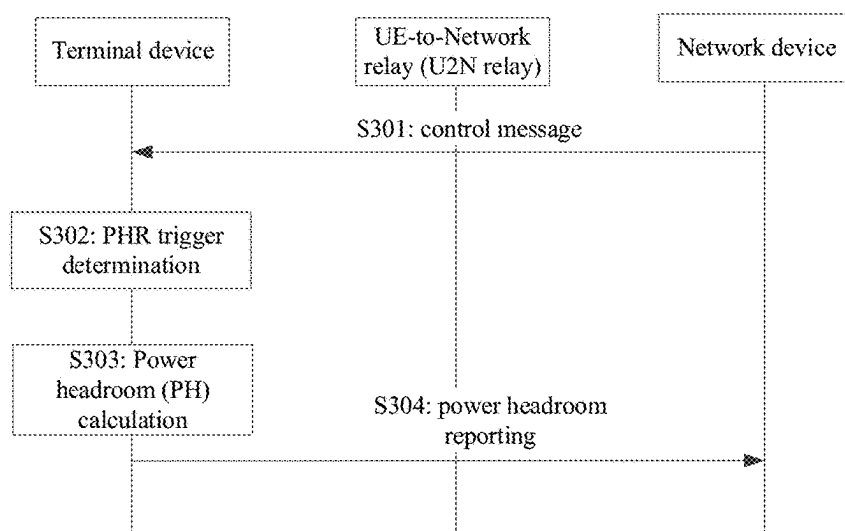 Terminal device
UE-to-Network
relay (U2N relay)
Network device
S301: control message
S302: PHR trigger
determination
S303: Power
headroom (PH)
calculation
S304: power headroom
reporting